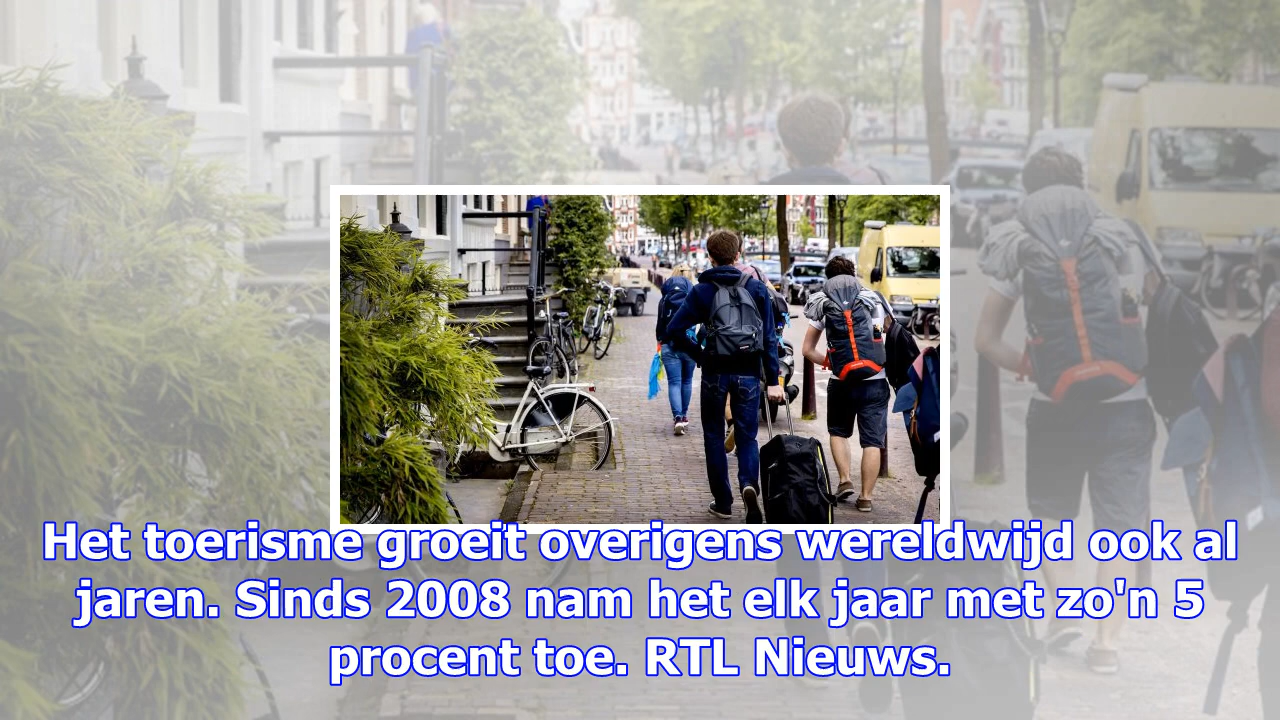 Het toerisme groeit overigens wereldwijd ook al
jaren. Sinds 2008 nam het elk jaar met zo'n 5
procent toe. RTL Nieuws.